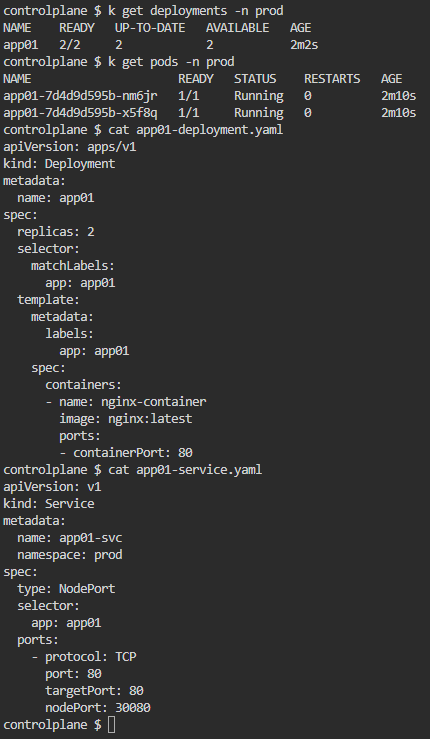 controlplane $ k get deployments -n prod
NAME    READY   UP-TO-DATE   AVAILABLE   AGE
app01   2/2     2            2           2m2s
controlplane $ k get pods -n prod
NAME                     READY   STATUS    RESTARTS   AGE
app01-7d4d9d595b-nm6jr   1/1     Running   0          2m10s
app01-7d4d9d595b-x5f8q   1/1     Running   0          2m10s
controlplane $ cat app01-deployment.yaml
apiVersion: apps/v1
kind: Deployment
metadata:
  name: app01
spec:
  replicas: 2
  selector:
    matchLabels:
      app: app01
  template:
    metadata:
      labels:
        app: app01
    spec:
      containers:
      - name: nginx-container
        image: nginx:latest
        ports:
        - containerPort: 80
controlplane $ cat app01-service.yaml
apiVersion: v1
kind: Service
metadata:
  name: app01-svc
  namespace: prod
spec:
  type: NodePort
  selector:
    app: app01
  ports:
    - protocol: TCP
      port: 80
      targetPort: 80
      nodePort: 30080
controlplane $